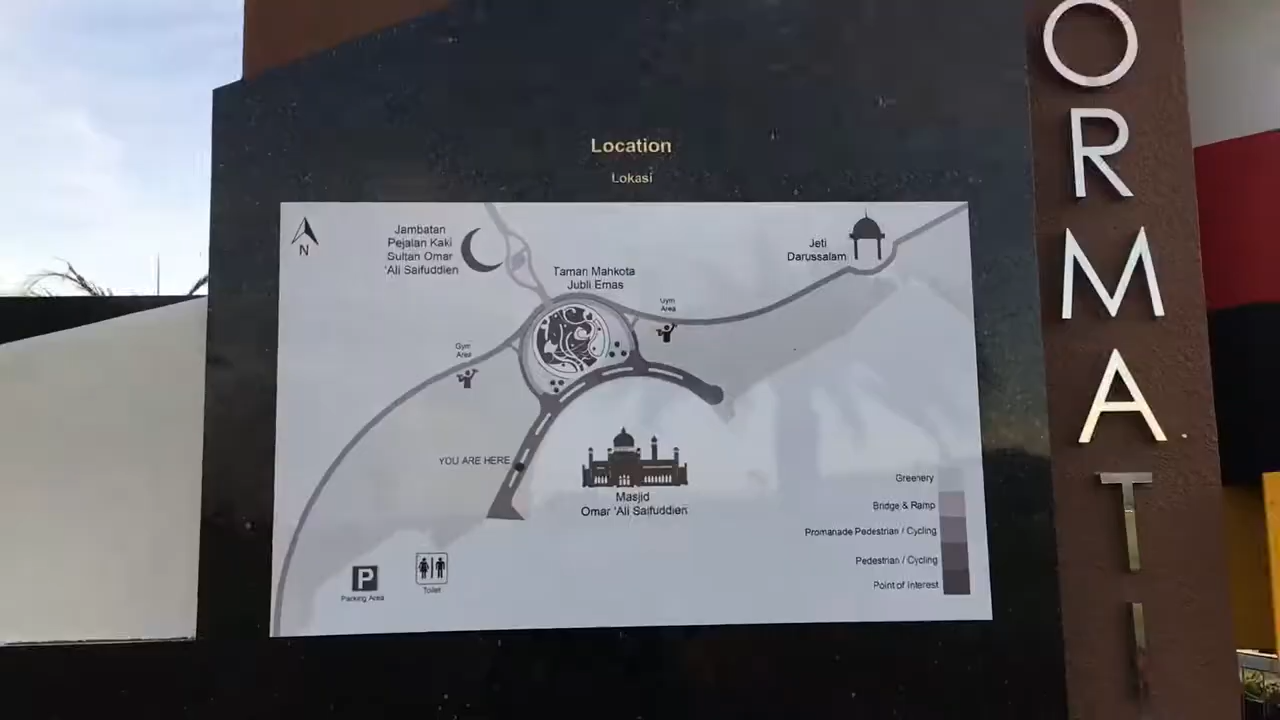 Location
Lokasi
N
Jambatan
Pejalan Kaki
Sultan Omar
'Ali Saifuddien
Taman Mahkota
Jubli Emas
Jeti
Darussalam
Gym
Area
Gym
Area
YOU ARE HERE
Masjid
Omar 'Ali Saifuddien
Greenery
Bridge & Ramp
Promanade Pedestrian / Cycling
Pedestrian / Cycling
Point of Interest
P
Parking Area
Toilet
O
R
M
A
T
I